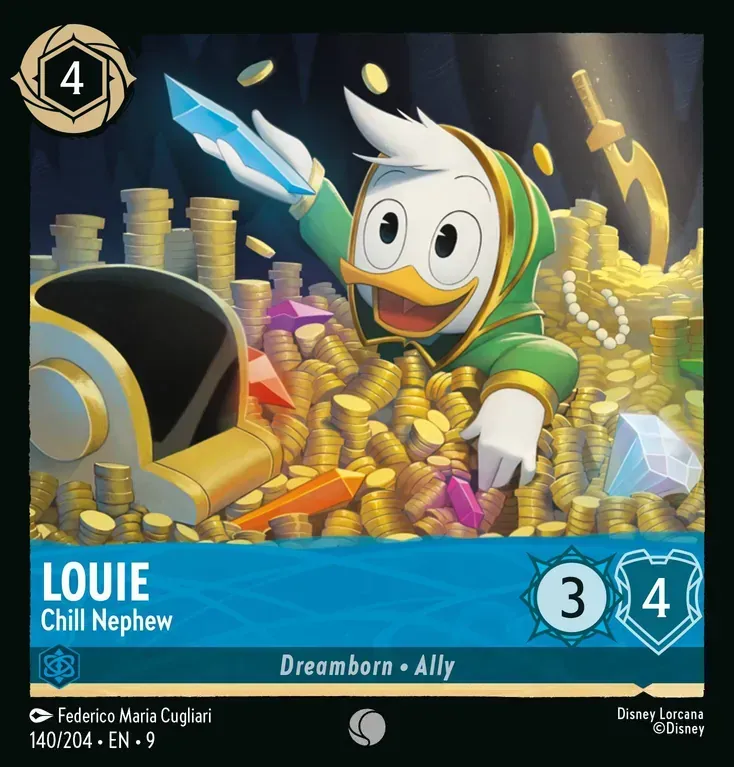 4
LOUIE
Chill Nephew
3
4
Dreamborn • Ally
Federico Maria Cugliari
140/204 • EN • 9
Disney Lorcana
©Disney